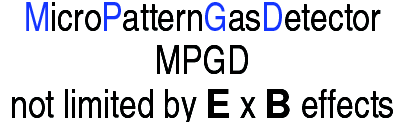 MicroPatternGasDetector
MPGD
not limited by E x B effects